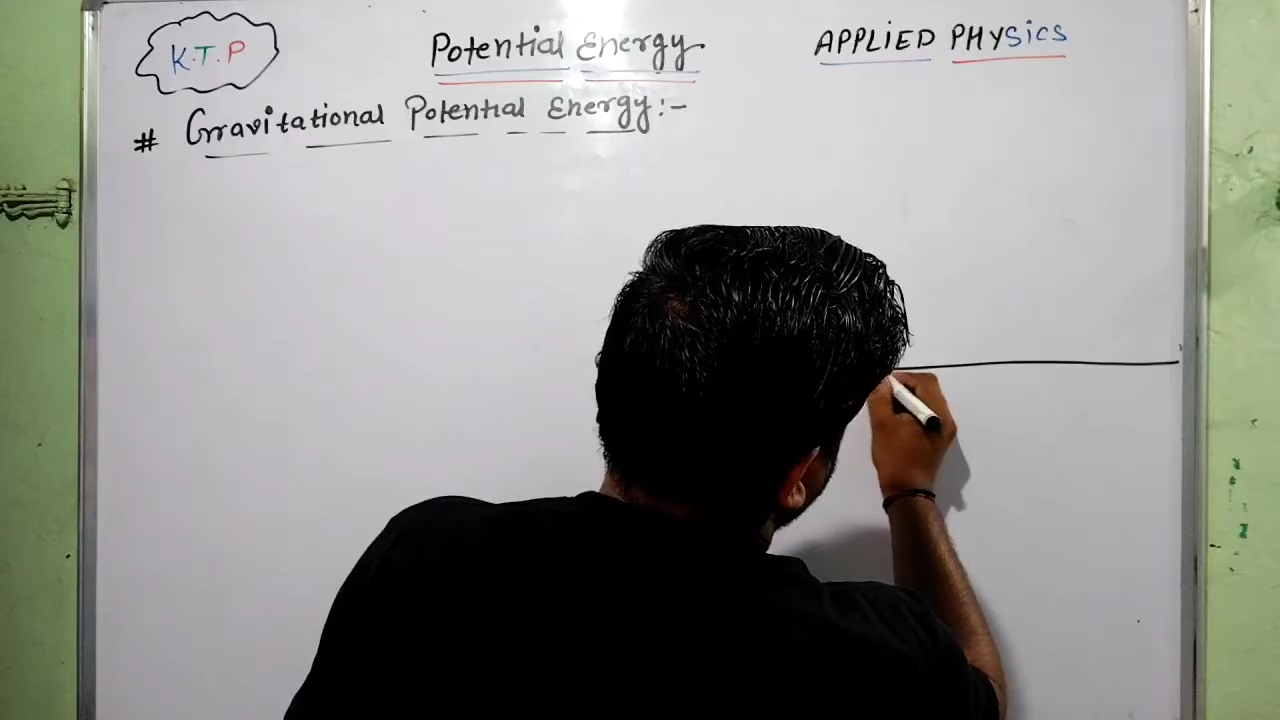 K.T.P
Potential Energy
APPLIED PHYSICS
# Gravitational Potential Energy:-